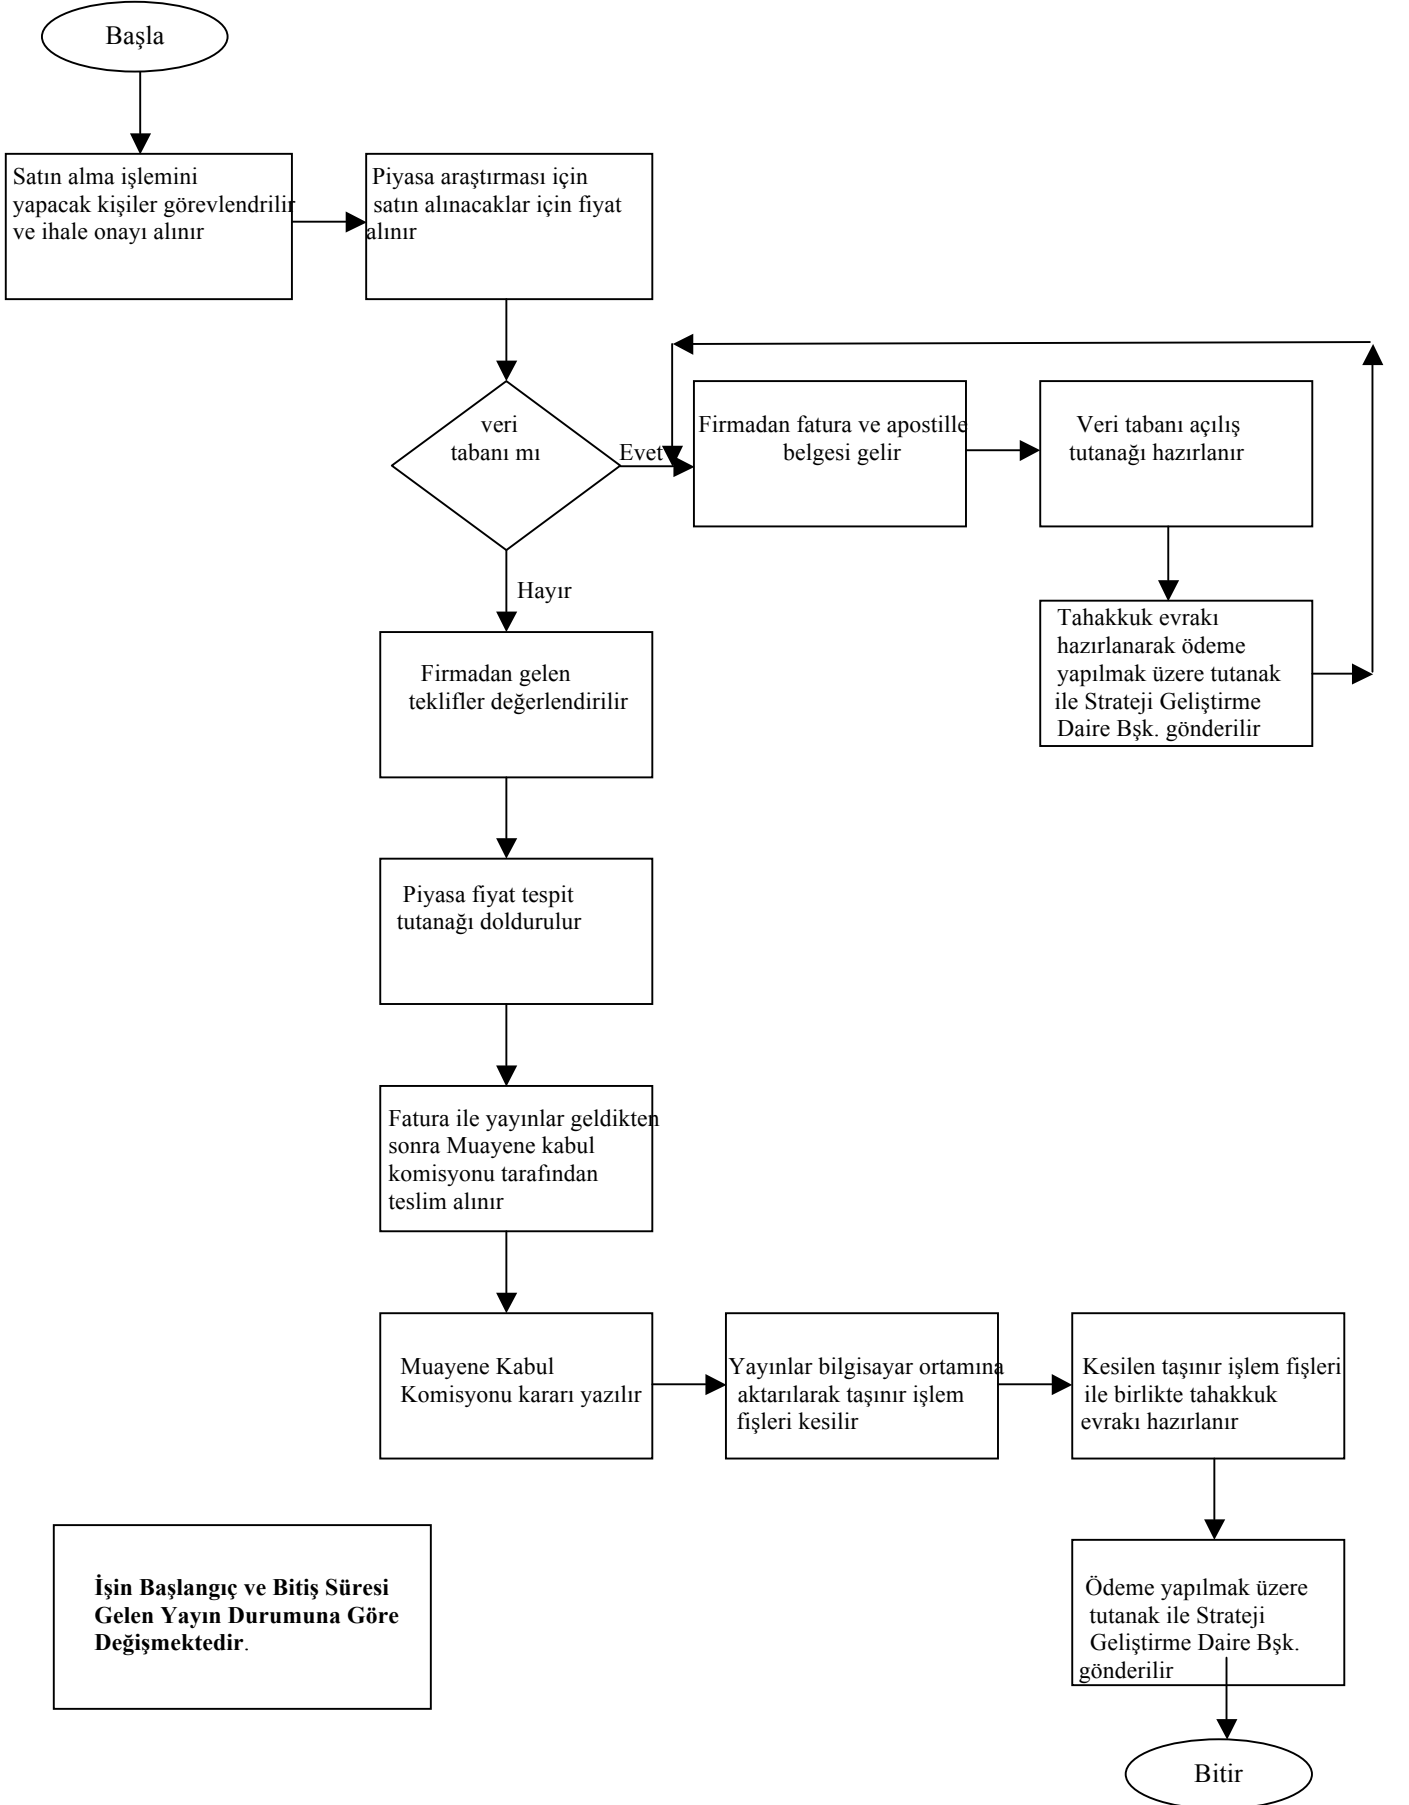 Başla
Satın alma işlemini
yapacak kişiler görevlendrilir
ve ihale onayı alınır
Piyasa araştırması için
satın alınacaklar için fiyat
alınır
veri
tabanı mı
Evet
Firmadan fatura ve apostille
belgesi gelir
Veri tabanı açılış
tutanağı hazırlanır
Tahakkuk evrakı
hazırlanarak ödeme
yapılmak üzere tutanak
ile Strateji Geliştirme
Daire Bşk. gönderilir
Hayır
Firmadan gelen
teklifler değerlendirilir
Piyasa fiyat tespit
tutanağı doldurulur
Fatura ile yayınlar geldikten
sonra Muayene kabul
komisyonu tarafından
teslim alınır
Muayene Kabul
Komisyonu kararı yazılır
Yayınlar bilgisayar ortamına
aktarılarak taşınır işlem
fişleri kesilir
Kesilen taşınır işlem fişleri
ile birlikte tahakkuk
evrakı hazırlanır
Ödeme yapılmak üzere
tutanak ile Strateji
Geliştirme Daire Bşk.
gönderilir
İşin Başlangıç ve Bitiş Süresi
Gelen Yayın Durumuna Göre
Değişmektedir.
Bitir